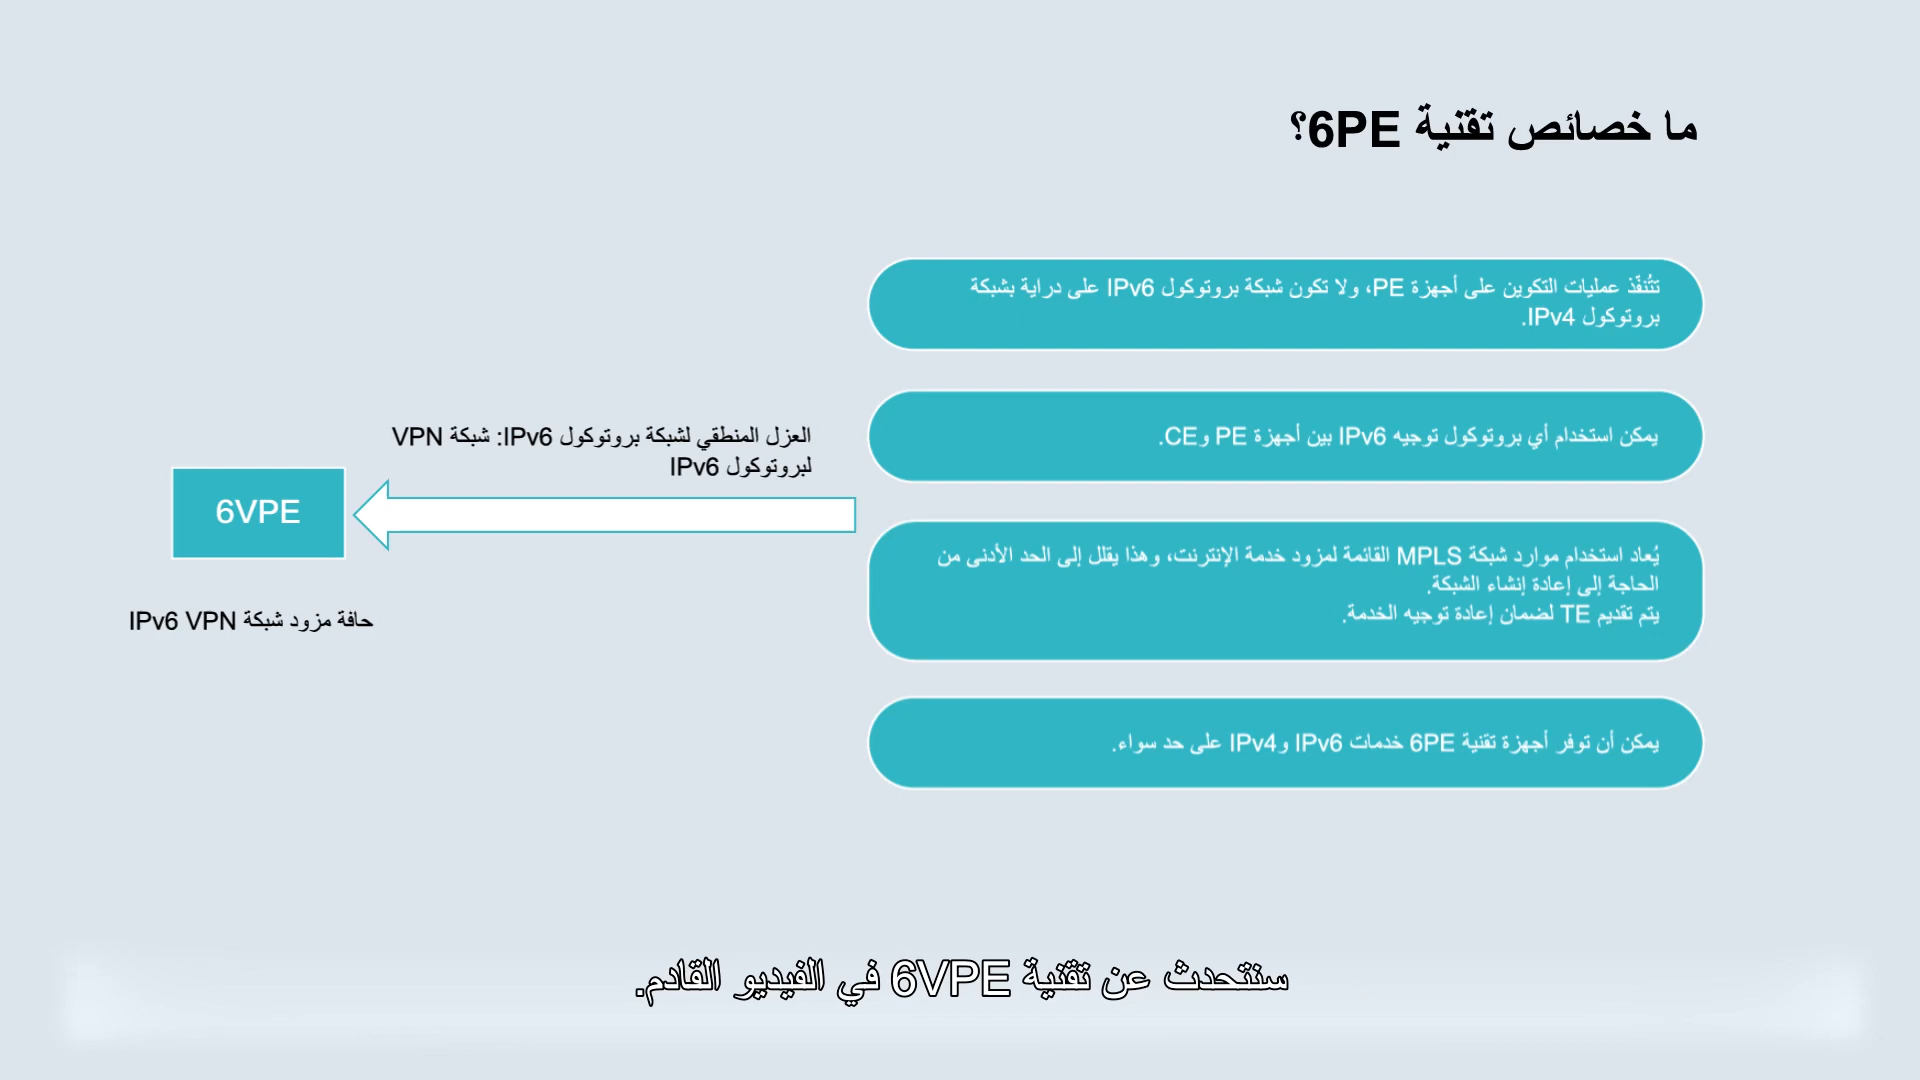 ما خصائص تقنية 6PE؟
تتُنفّذ عمليات التكوين على أجهزة PE، ولا تكون شبكة بروتوكول IPv6 على دراية بشبكة
بروتوكول IPv4.
يمكن استخدام أي بروتوكول توجيه IPv6 بين أجهزة PE وCE.
يُعاد استخدام موارد شبكة MPLS القائمة لمزود خدمة الإنترنت، وهذا يقلل إلى الحد الأدنى من
الحاجة إلى إعادة إنشاء الشبكة.
يتم تقديم TE لضمان إعادة توجيه الخدمة.
يمكن أن توفر أجهزة تقنية 6PE خدمات IPv6 وIPv4 على حد سواء.
العزل المنطقي لشبكة بروتوكول IPv6: شبكة VPN
لبروتوكول IPv6
6VPE
حافة مزود شبكة IPv6 VPN
سنتحدث عن تقنية 6VPE في الفيديو القادم.